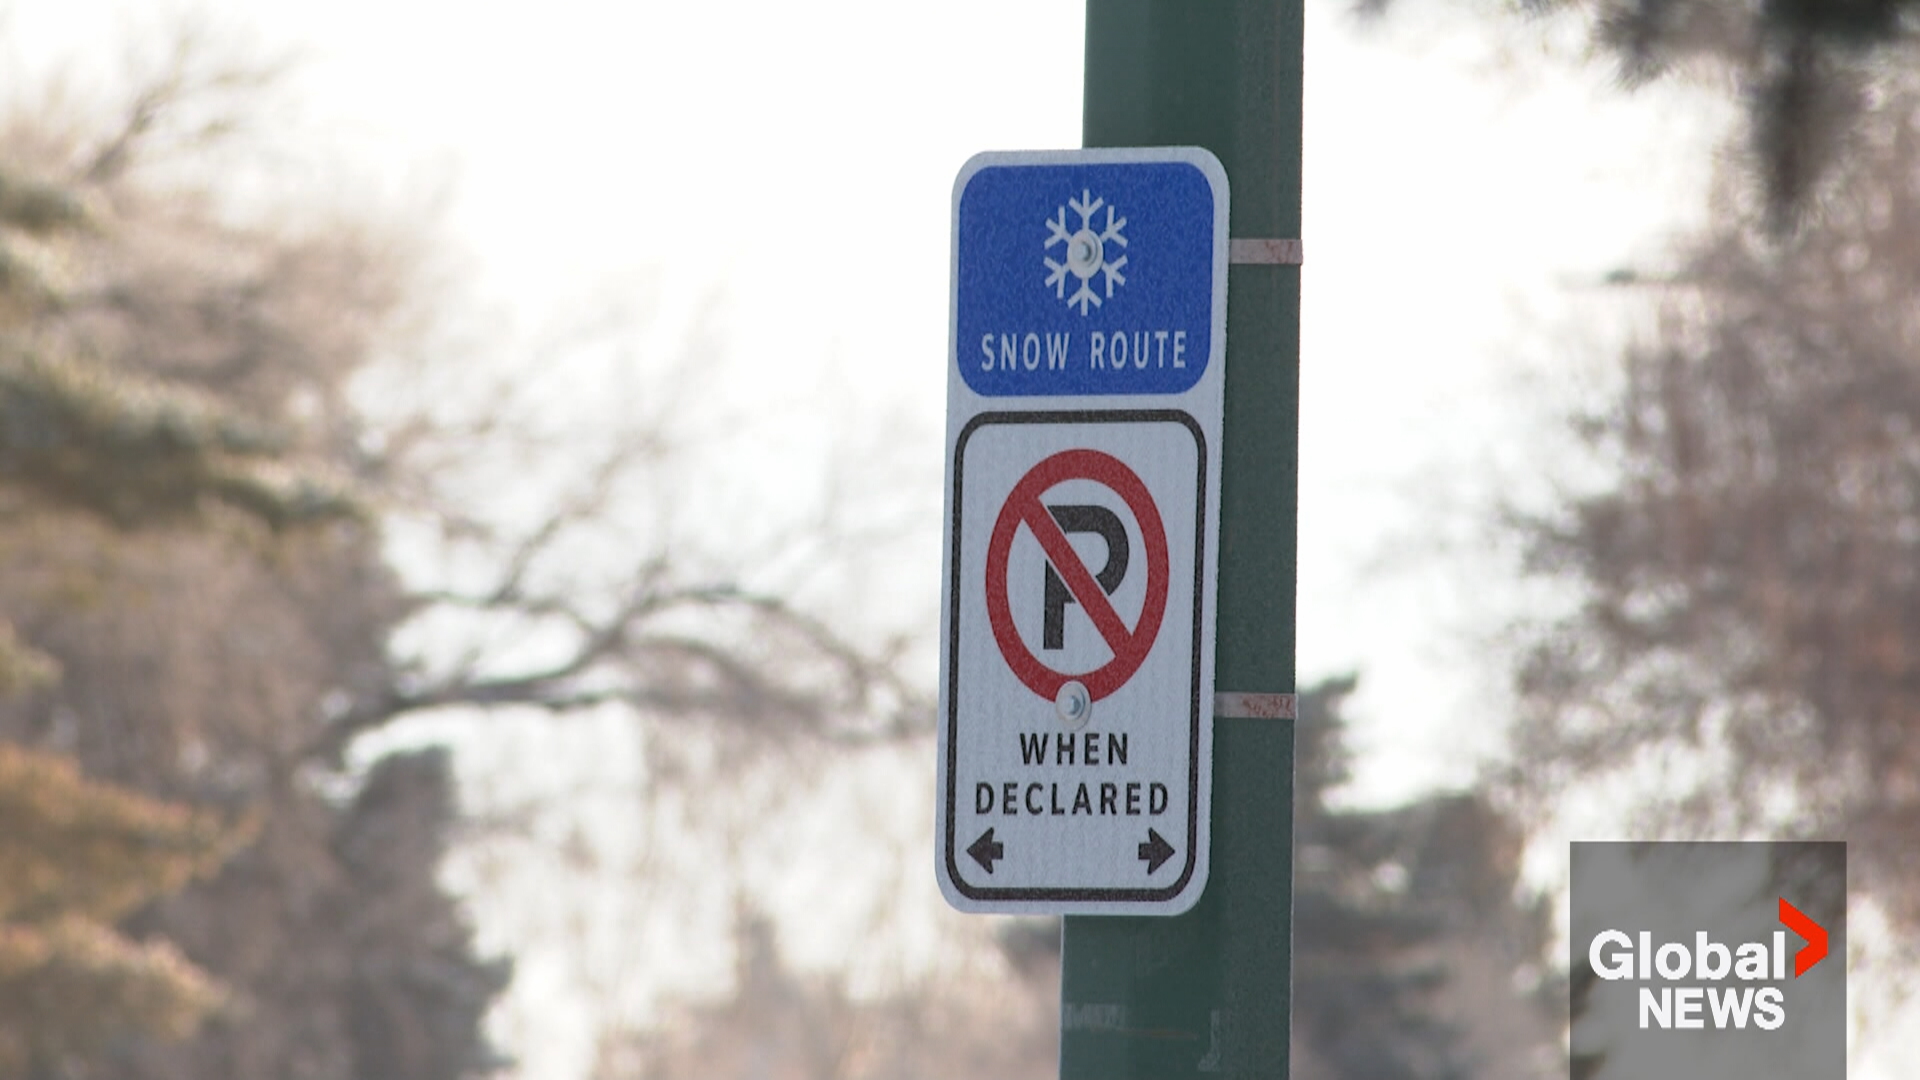 SNOW ROUTE
P
WHEN
DECLARED
Global
NEWS